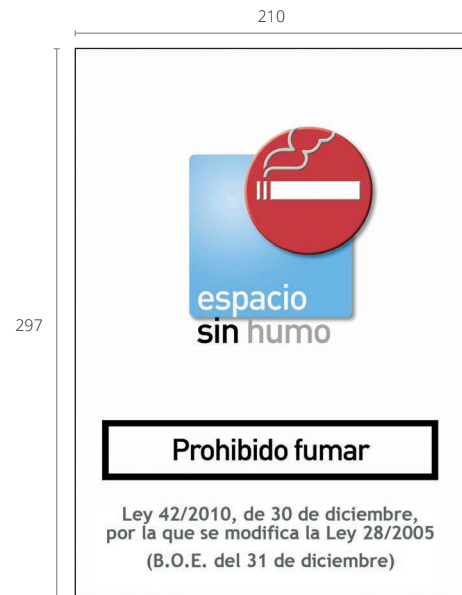 210
297
espacio
sin humo
Prohibido fumar
Ley 42/2010, de 30 de diciembre,
por la que se modifica la Ley 28/2005
(B.O.E. del 31 de diciembre)